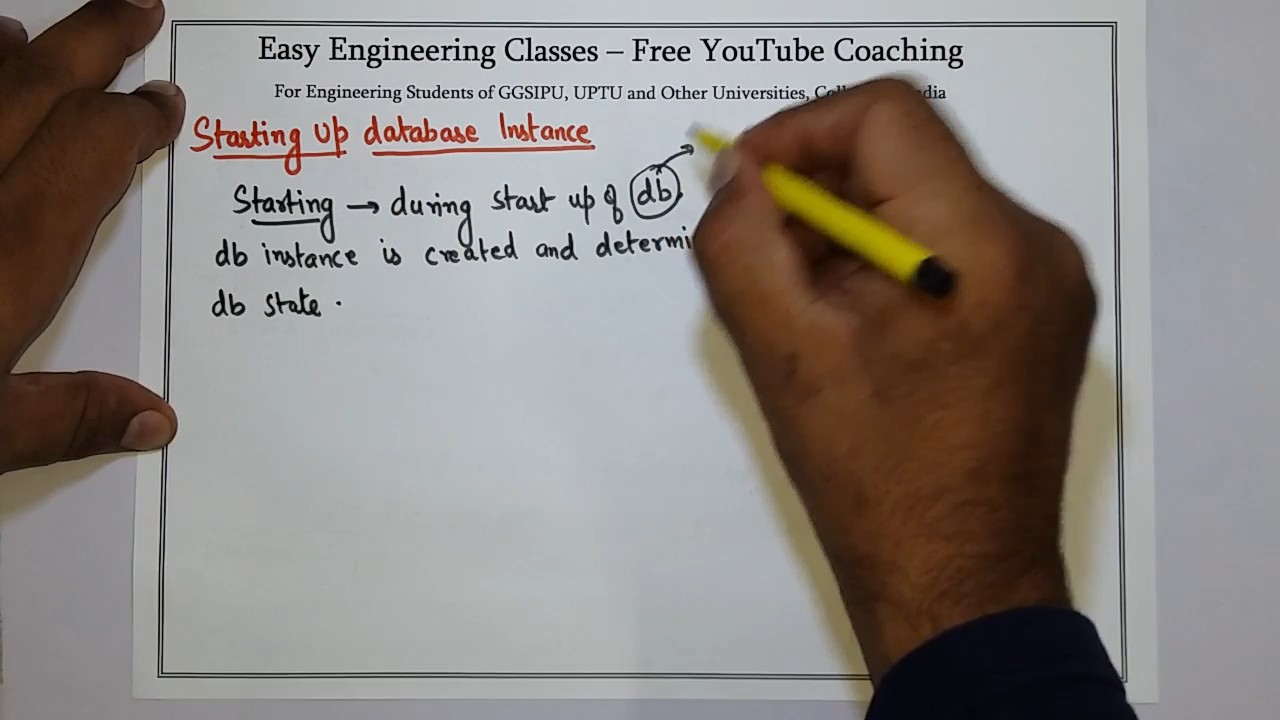 Easy Engineering Classes – Free YouTube Coaching
For Engineering Students of GGSIPU, UPTU and Other Universities,
Starting Up database Instance
Starting → during start up of db
db instance is created and
db state .